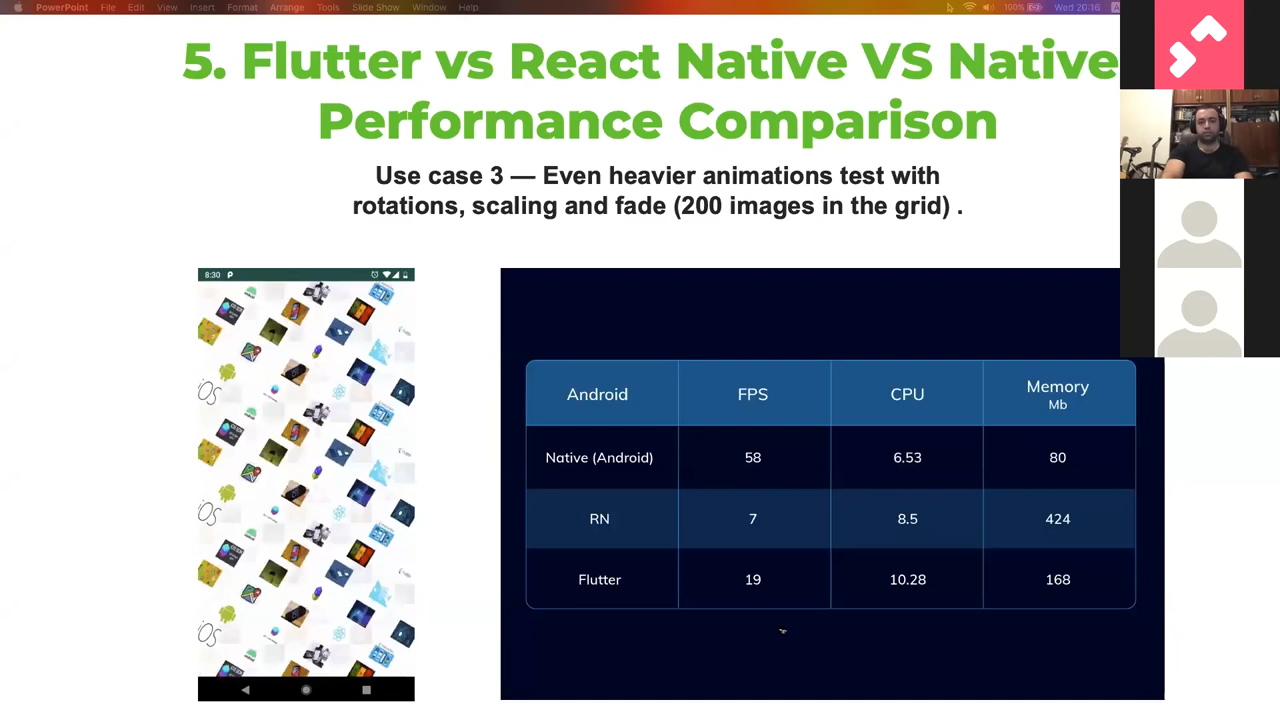 PowerPoint File Edit View Insert Format Arrange Tools Slide Show Window Help 100% Wed 20:16
5. Flutter vs React Native VS Native
Performance Comparison
Use case 3 — Even heavier animations test with
rotations, scaling and fade (200 images in the grid) .
8:30
Android FPS CPU Memory
Mb
Native (Android) 58 6.53 80
RN 7 8.5 424
Flutter 19 10.28 168